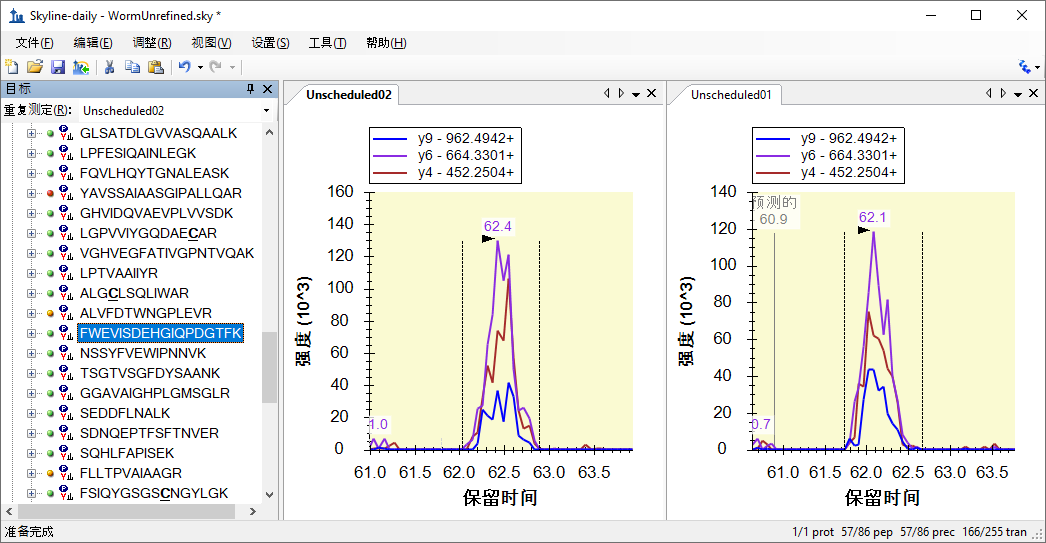 Skyline-daily - WormUnrefined.sky *
文件(F) 编辑(E) 调整(R) 视图(V) 设置(S) 工具(T) 帮助(H)
目标
重复测定(R): Unscheduled02
GLSATDLGVVASQAALK
LPFESIQAINLEGK
FQVLHQYTGNALEASK
YAVSSAIAASGIPALLQAR
GHVIDQVAEVPLVVSDK
LGPVVIYGQDAECAR
VGHVEGFATIVGPNTVQAK
LPTVAAIIYR
ALGCLSQLIWAR
ALVFDTWNGPLEVR
FWEVISDEHGIQPDGTFK
NSSYFVEWIPNNVK
TSGTVSGFDYSAANK
GGAVAIGHPLGMSGLR
SEDDFLNALK
SDNQEPTFSFTNVER
SQHLFAPISEK
FLLTPVAIAAGR
FSIQYGSGSCNGYLGK
Unscheduled02
y9 - 962.4942+
y6 - 664.3301+
y4 - 452.2504+
160
140
120
100
80
60
40
20
0
强度 (10^3)
62.4
1.0
61.0 61.5 62.0 62.5 63.0 63.5
保留时间
Unscheduled01
y9 - 962.4942+
y6 - 664.3301+
y4 - 452.2504+
140
120
100
80
60
40
20
0
强度 (10^3)
预测的
60.9
62.1
0.7
61.0 61.5 62.0 62.5 63.0 63.5
保留时间
准备完成
1/1 prot 57/86 pep 57/86 prec 166/255 tran